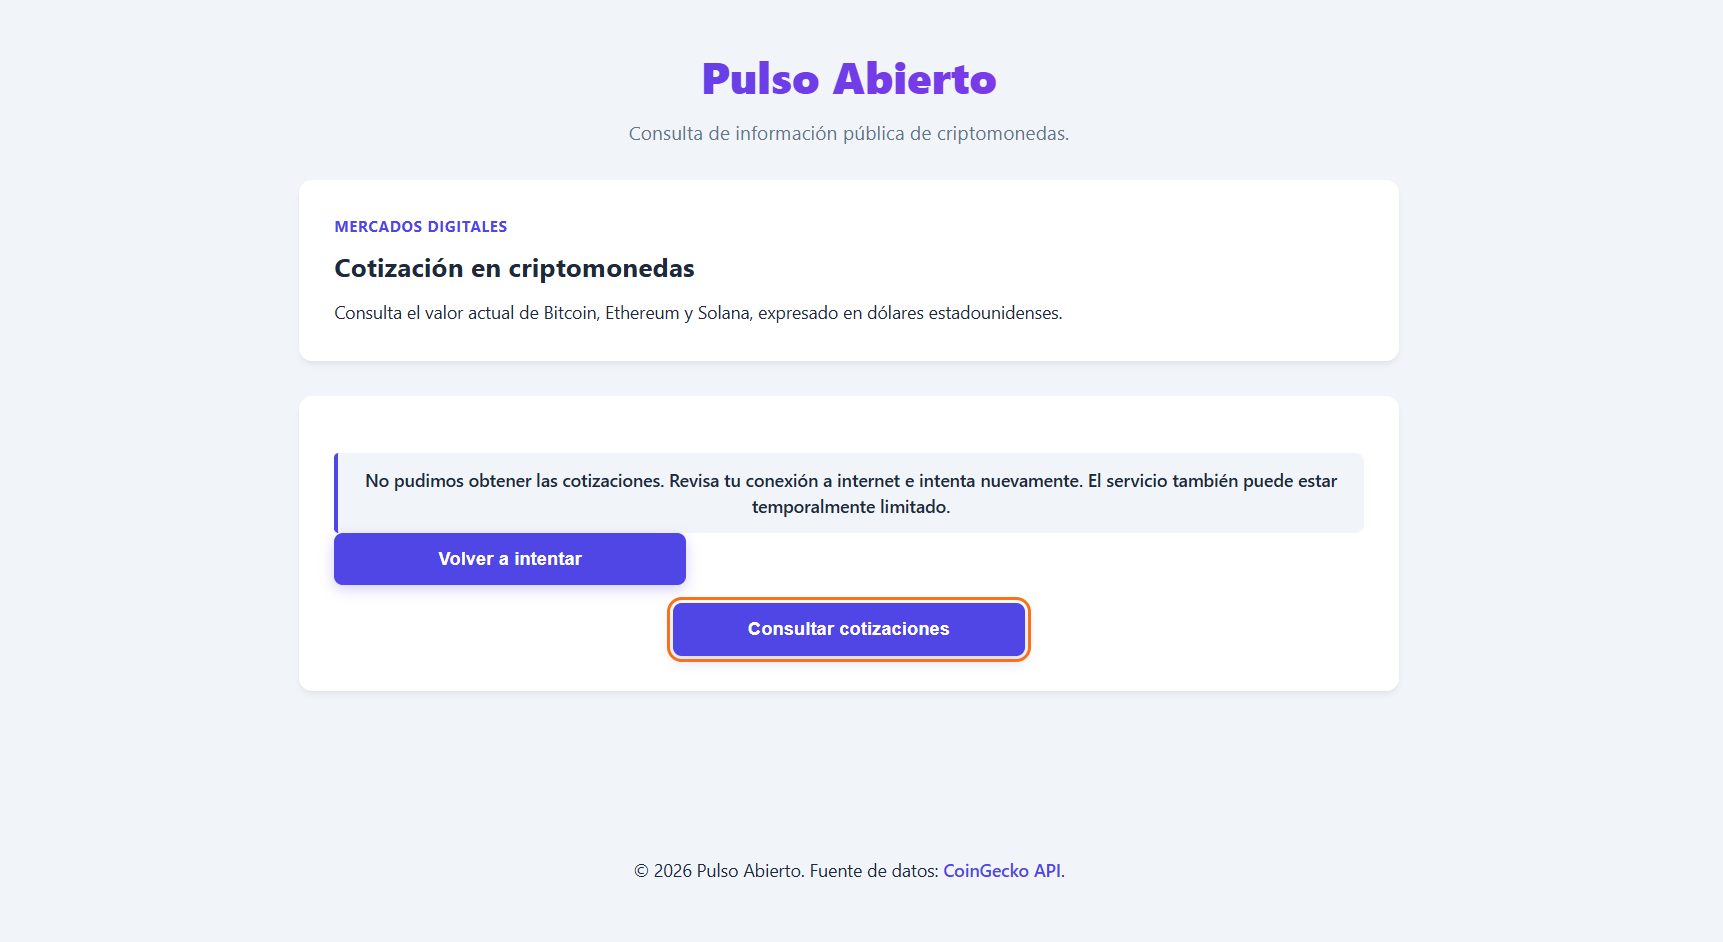 Pulso Abierto
Consulta de información pública de criptomonedas.
MERCADOS DIGITALES
Cotización en criptomonedas
Consulta el valor actual de Bitcoin, Ethereum y Solana, expresado en dólares estadounidenses.
No pudimos obtener las cotizaciones. Revisa tu conexión a internet e intenta nuevamente. El servicio también puede estar
temporalmente limitado.
Volver a intentar
Consultar cotizaciones
© 2026 Pulso Abierto. Fuente de datos: CoinGecko API.